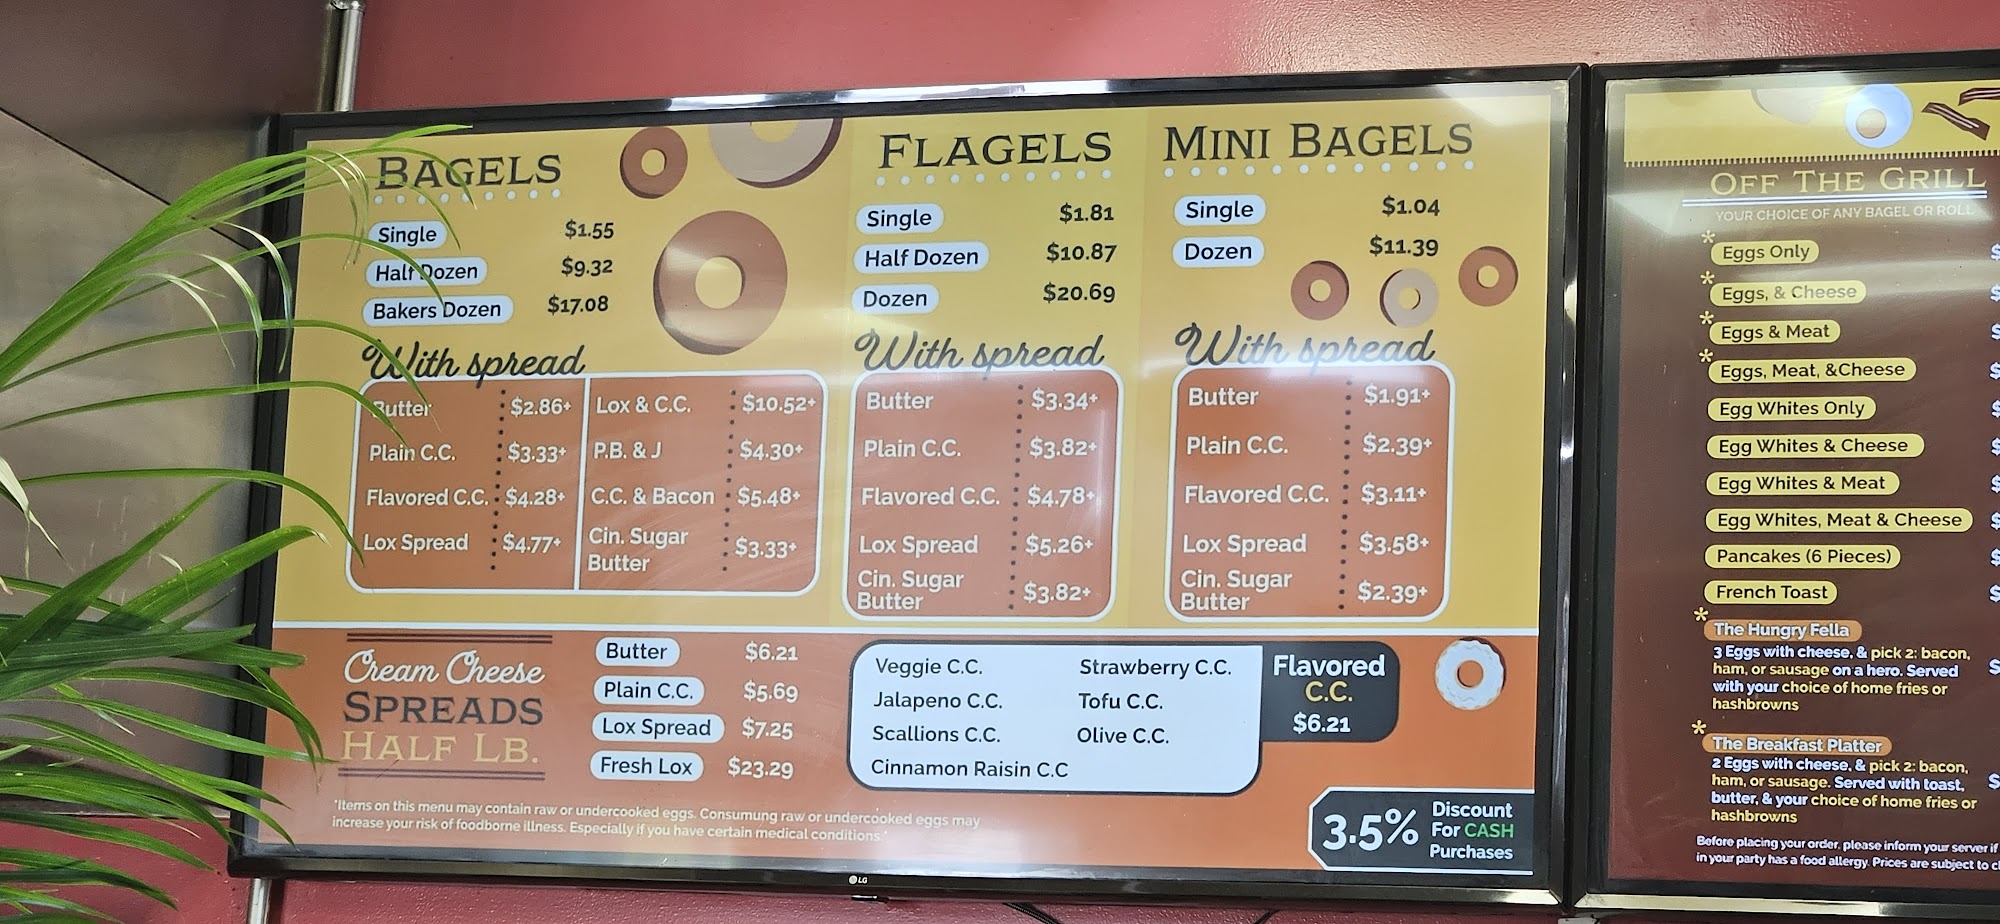 BAGELS
Single $1.55
Half Dozen $9.32
Bakers Dozen $17.08
With spread
Butter $2.86+
Plain C.C. $3.33+
Flavored C.C. $4.28+
Lox Spread $4.77+
Lox & C.C. $10.52+
P.B. & J $4.30+
C.C. & Bacon $5.48+
Cin. Sugar
Butter $3.33+
FLAGELS
Single $1.81
Half Dozen $10.87
Dozen $20.69
With spread
Butter $3.34+
Plain C.C. $3.82+
Flavored C.C. $4.78+
Lox Spread $5.26+
Cin. Sugar
Butter $3.82+
MINI BAGELS
Single $1.04
Dozen $11.39
With spread
Butter $1.91+
Plain C.C. $2.39+
Flavored C.C. $3.11+
Lox Spread $3.58+
Cin. Sugar
Butter $2.39+
Cream Cheese
SPREADS
HALF LB.
Butter $6.21
Plain C.C. $5.69
Lox Spread $7.25
Fresh Lox $23.29
Veggie C.C. Strawberry C.C.
Jalapeno C.C. Tofu C.C.
Scallions C.C. Olive C.C.
Cinnamon Raisin C.C
Flavored
C.C.
$6.21
*Items on this menu may contain raw or undercooked eggs. Consumung raw or undercooked eggs may
increase your risk of foodborne illness. Especially if you have certain medical conditions.*
3.5% Discount
For CASH
Purchases
LG
OFF THE GRILL
YOUR CHOICE OF ANY BAGEL OR ROLL
* Eggs Only $
* Eggs, & Cheese $
* Eggs & Meat $
* Eggs, Meat, &Cheese $
Egg Whites Only $
Egg Whites & Cheese $
Egg Whites & Meat $
Egg Whites, Meat & Cheese $
Pancakes (6 Pieces) $
French Toast $
* The Hungry Fella
3 Eggs with cheese, & pick 2: bacon,
ham, or sausage on a hero. Served $
with your choice of home fries or
hashbrowns
* The Breakfast Platter
2 Eggs with cheese, & pick 2: bacon,
ham, or sausage. Served with toast, $
butter, & your choice of home fries or
hashbrowns
Before placing your order, please inform your server if
in your party has a food allergy. Prices are subject to